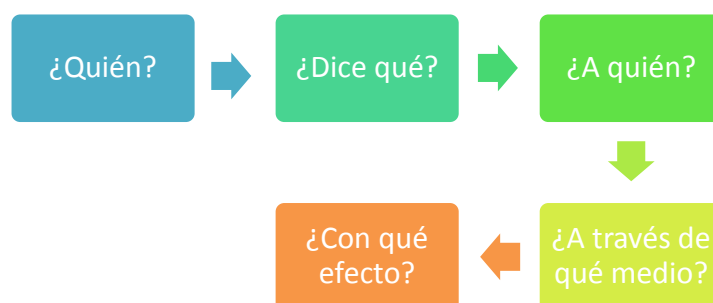 ¿Quién?
¿Dice qué?
¿A quién?
¿A través de
qué medio?
¿Con qué
efecto?